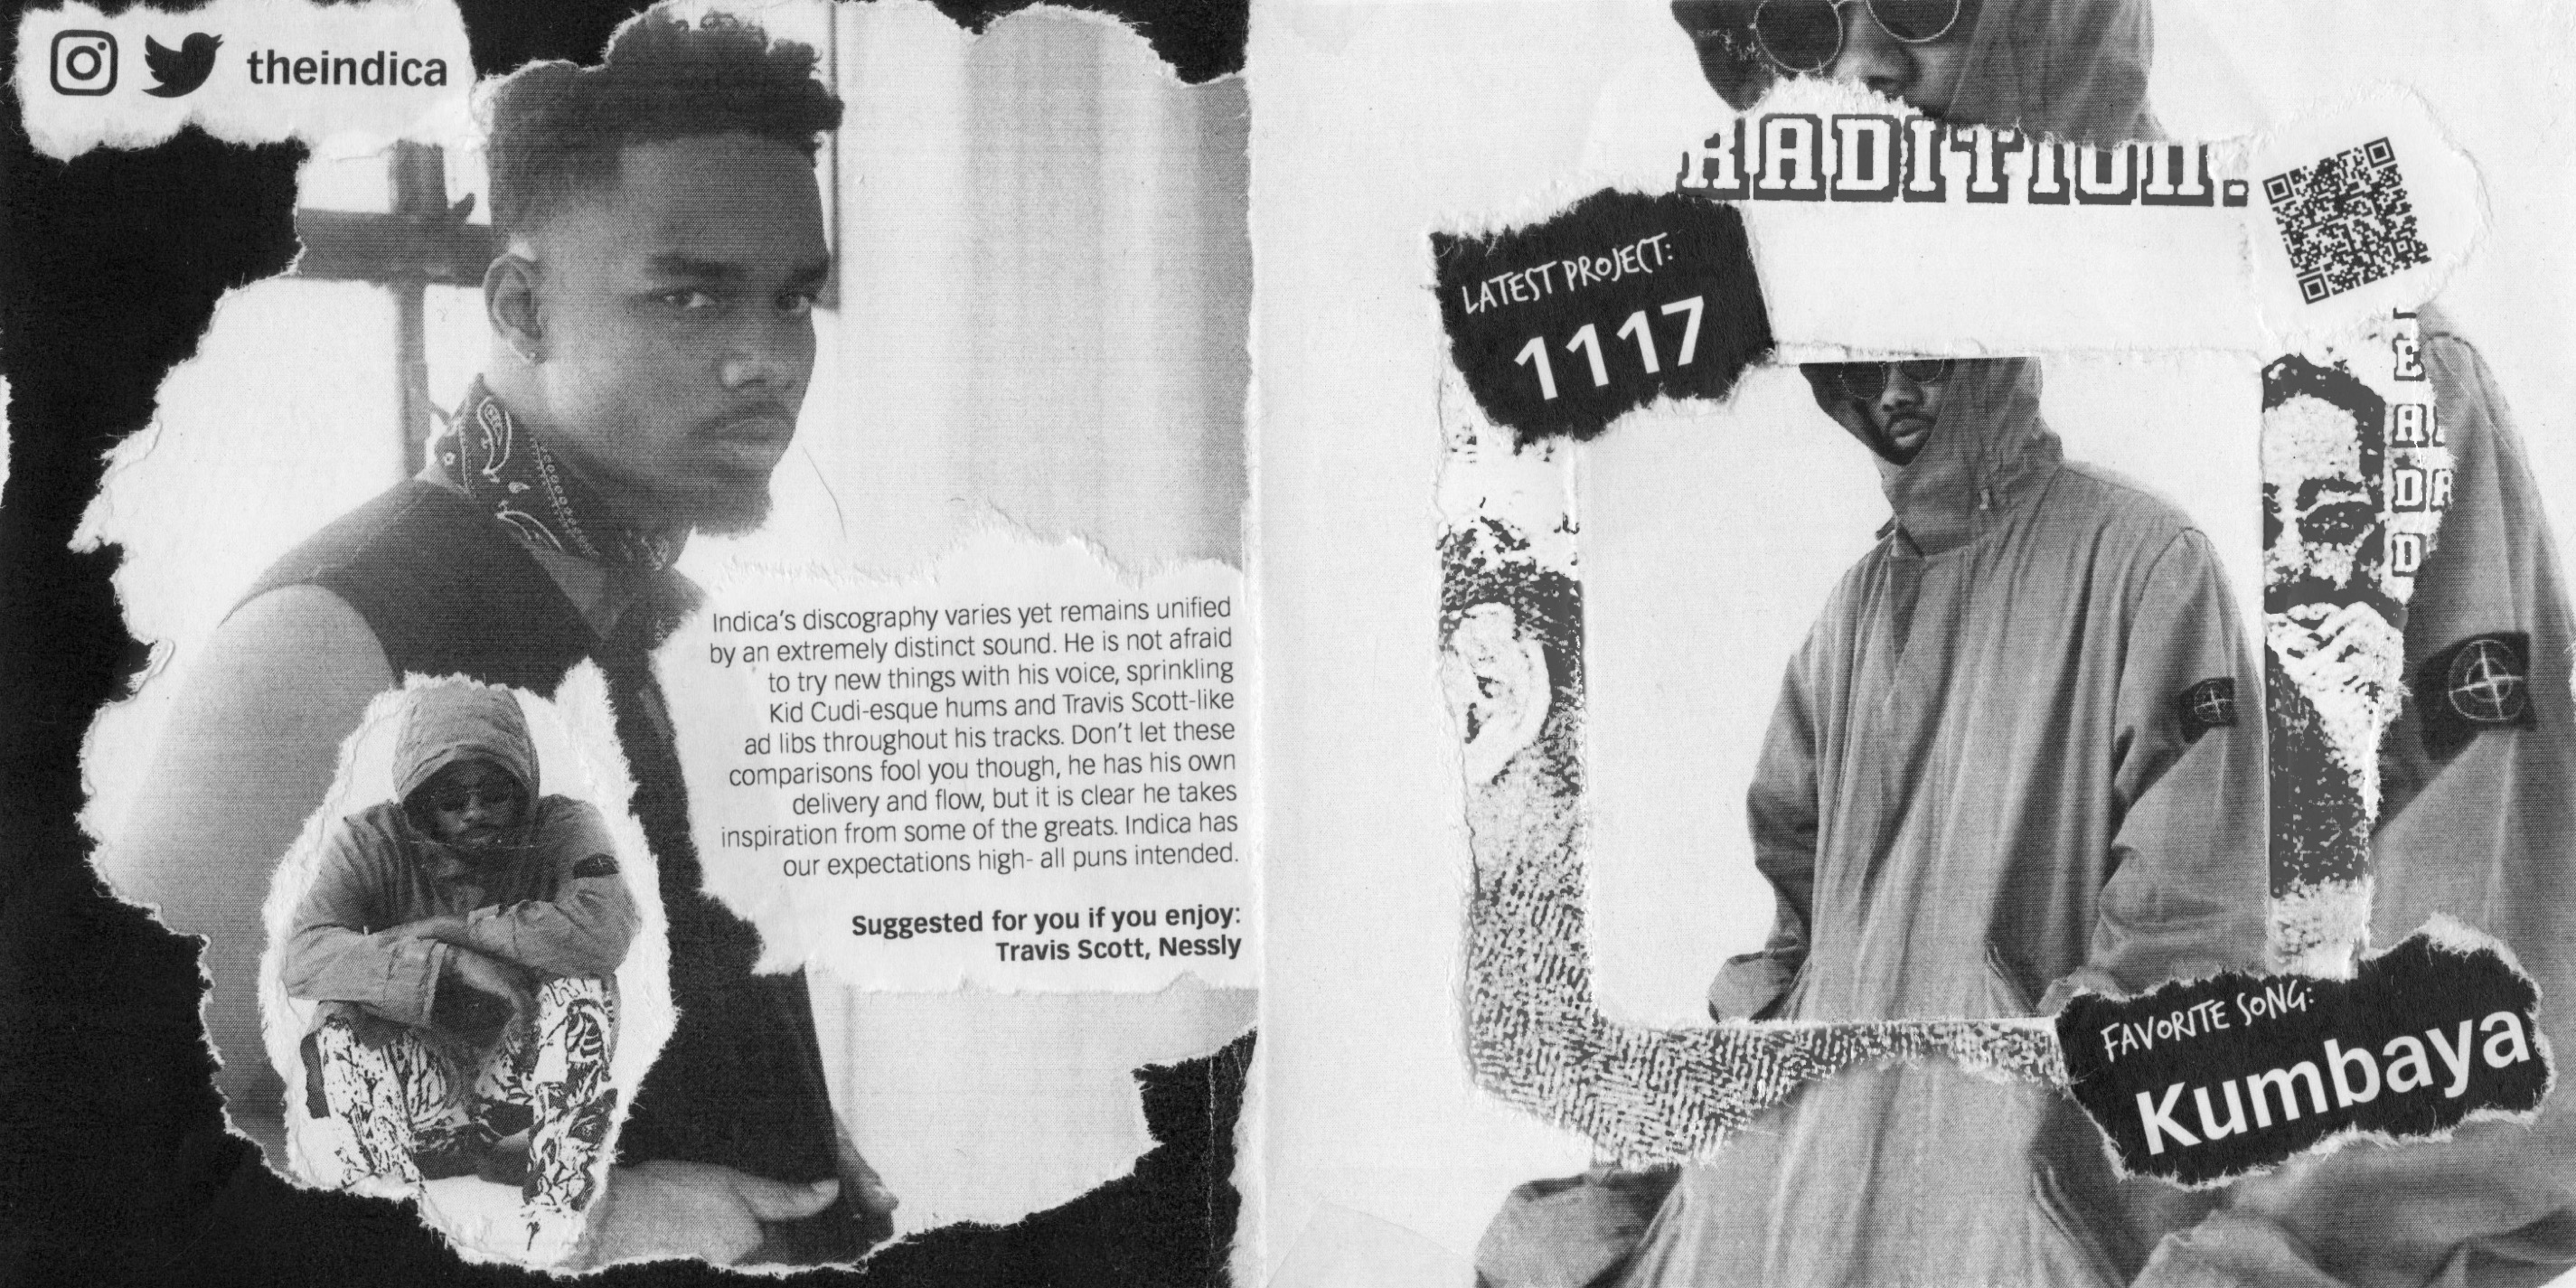 theindica
Indica's discography varies yet remains unified
by an extremely distinct sound. He is not afraid
to try new things with his voice, sprinkling
Kid Cudi-esque hums and Travis Scott-like
ad libs throughout his tracks. Don't let these
comparisons fool you though, he has his own
delivery and flow, but it is clear he takes
inspiration from some of the greats. Indica has
our expectations high- all puns intended.
Suggested for you if you enjoy:
Travis Scott, Nessly
RADITION.
LATEST PROJECT:
1117
FAVORITE SONG:
Kumbaya